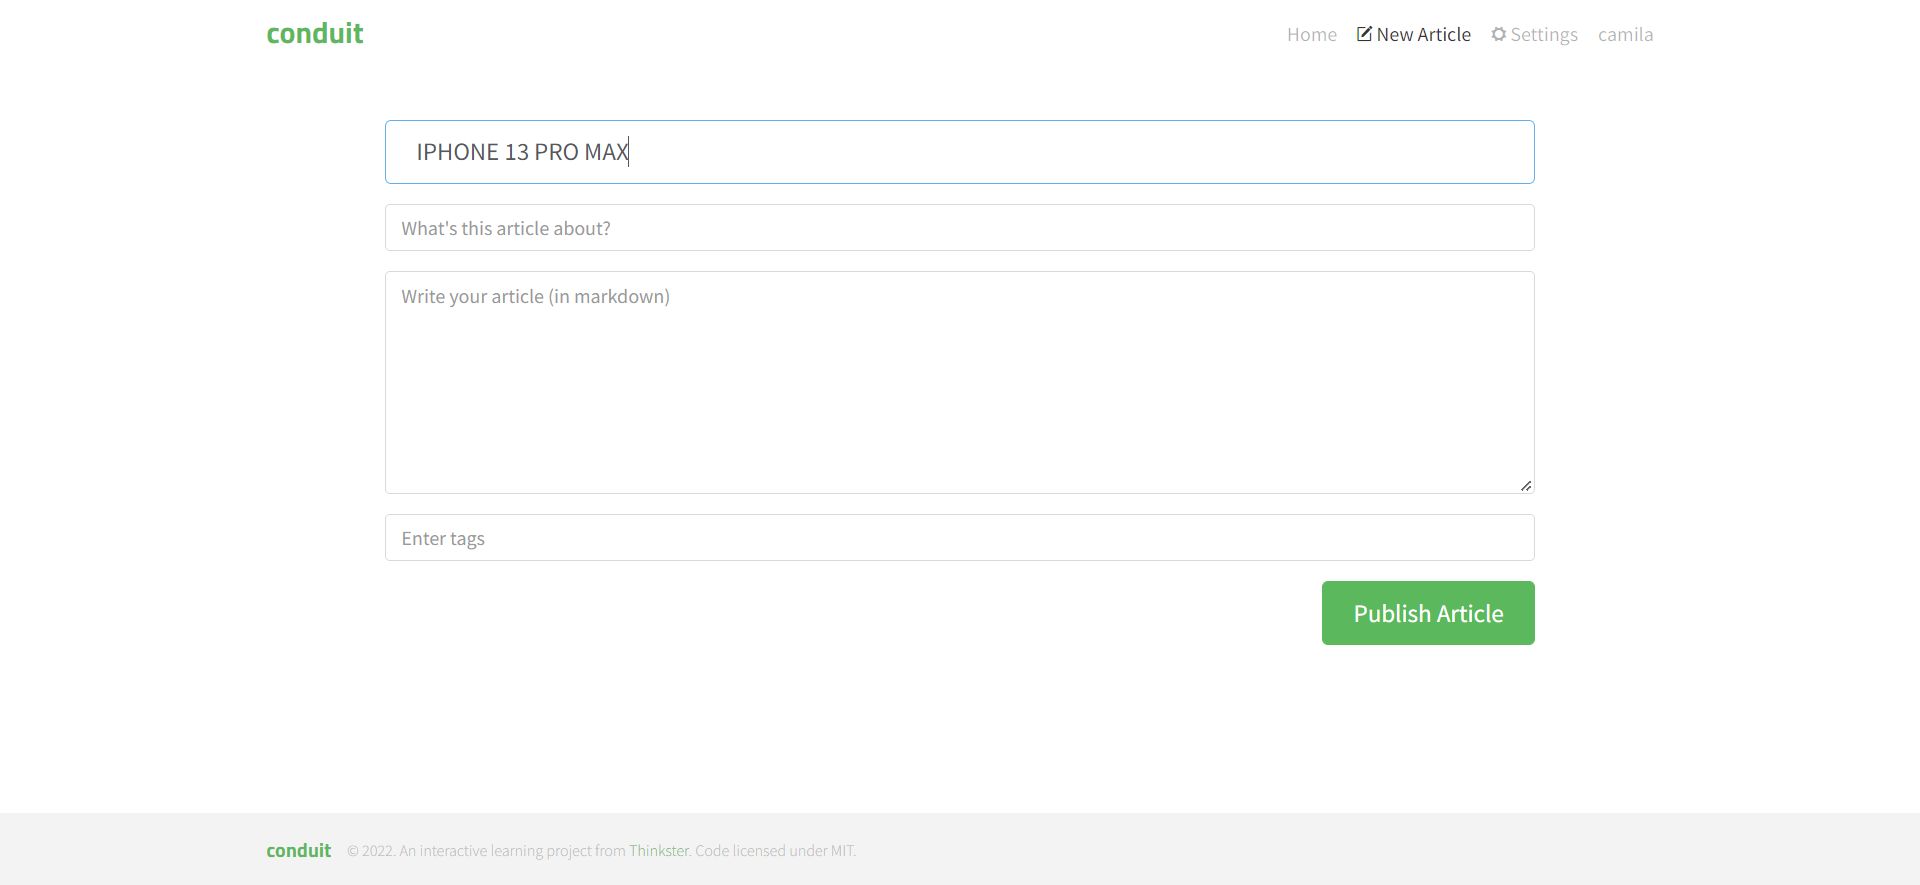 conduit
Home New Article Settings camila
IPHONE 13 PRO MAX
What's this article about?
Write your article (in markdown)
Enter tags
Publish Article
conduit © 2022. An interactive learning project from Thinkster. Code licensed under MIT.